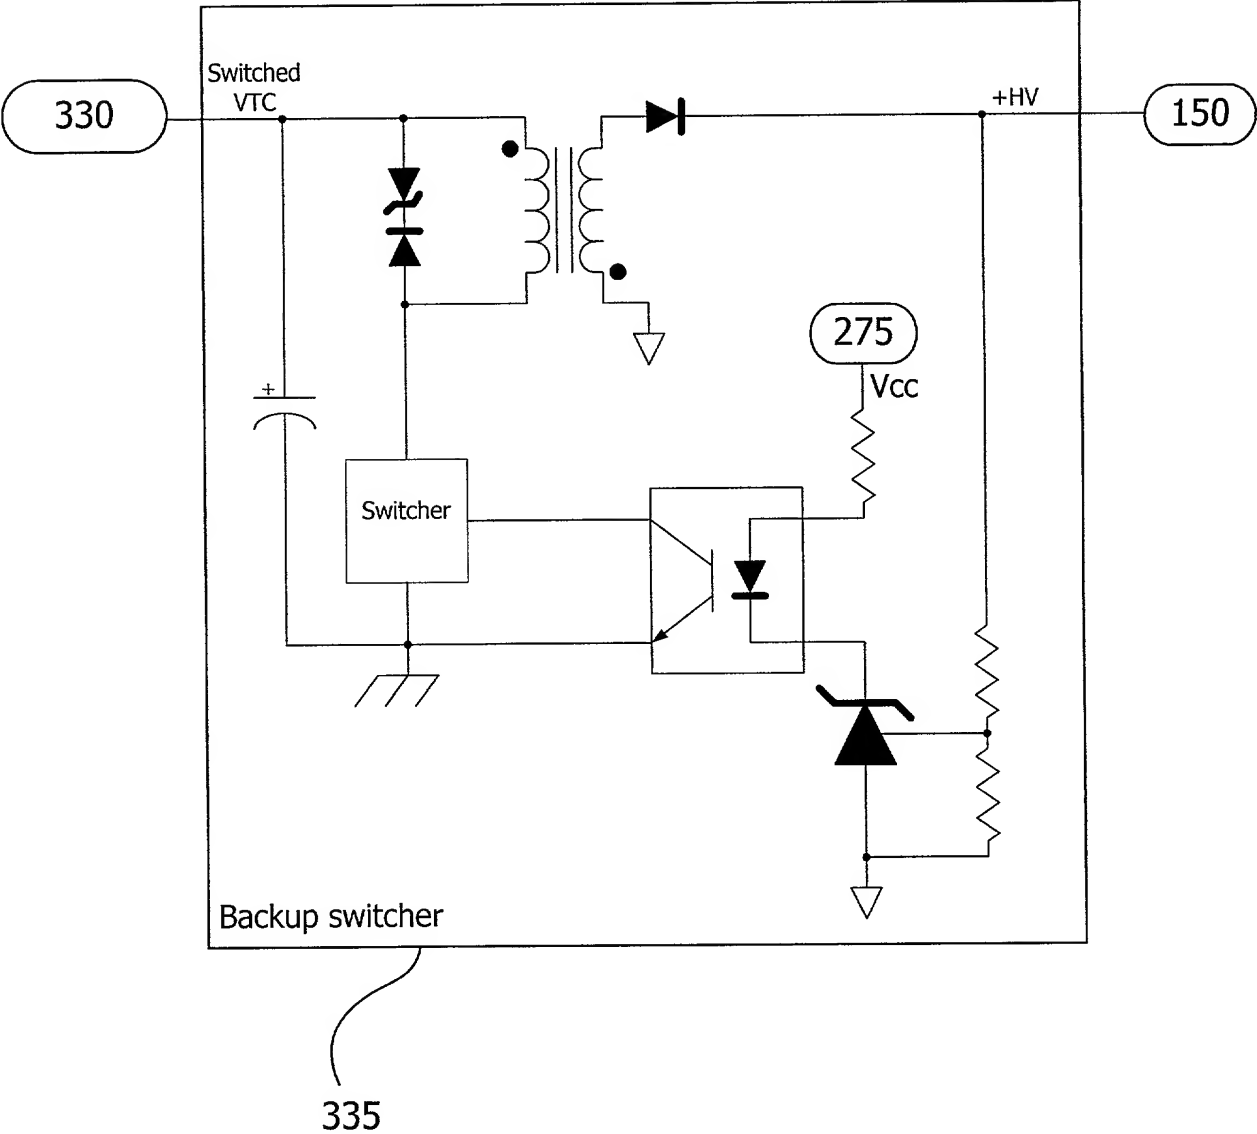 Switched
VTC
330
+HV
150
275
Vcc
+
Switcher
Backup switcher
335